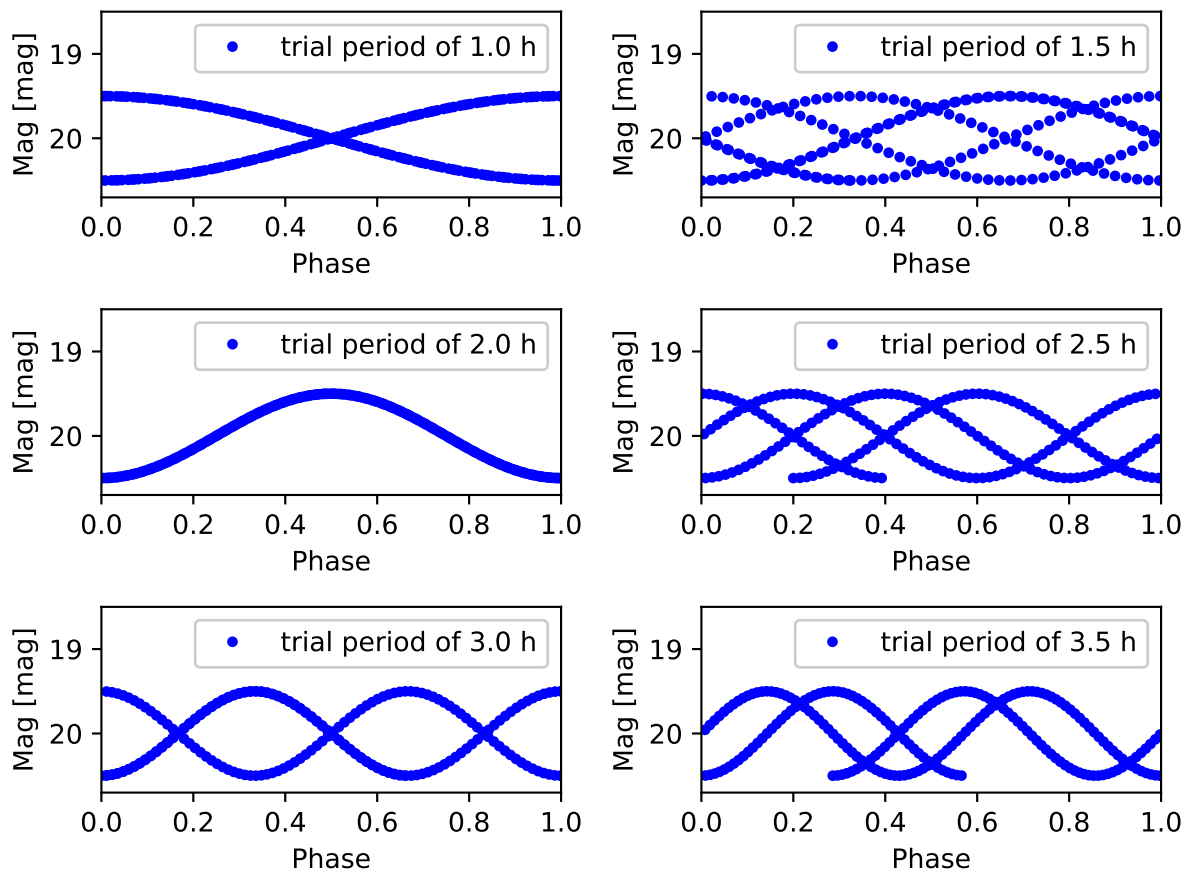 trial period of 1.0 h
Mag [mag]
19
20
0.0 0.2 0.4 0.6 0.8 1.0
Phase
trial period of 1.5 h
Mag [mag]
19
20
0.0 0.2 0.4 0.6 0.8 1.0
Phase
trial period of 2.0 h
Mag [mag]
19
20
0.0 0.2 0.4 0.6 0.8 1.0
Phase
trial period of 2.5 h
Mag [mag]
19
20
0.0 0.2 0.4 0.6 0.8 1.0
Phase
trial period of 3.0 h
Mag [mag]
19
20
0.0 0.2 0.4 0.6 0.8 1.0
Phase
trial period of 3.5 h
Mag [mag]
19
20
0.0 0.2 0.4 0.6 0.8 1.0
Phase